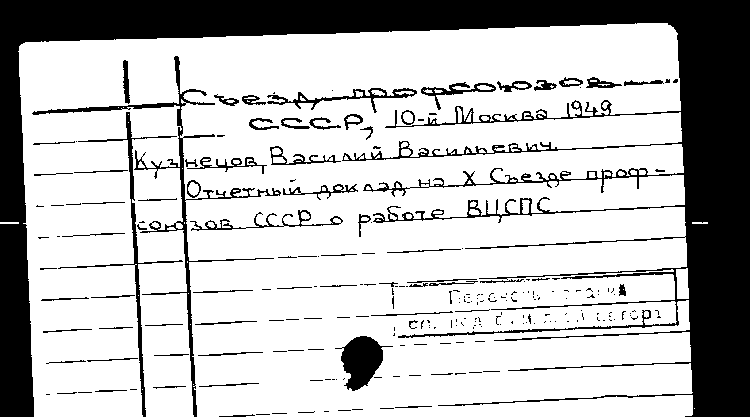 Съезд профсоюзов
СССР, 10-й Москва 1949
Кузнецов, Василий Васильевич.
Отчетный доклад на X Съезде проф-
союзов СССР о работе ВЦСПС